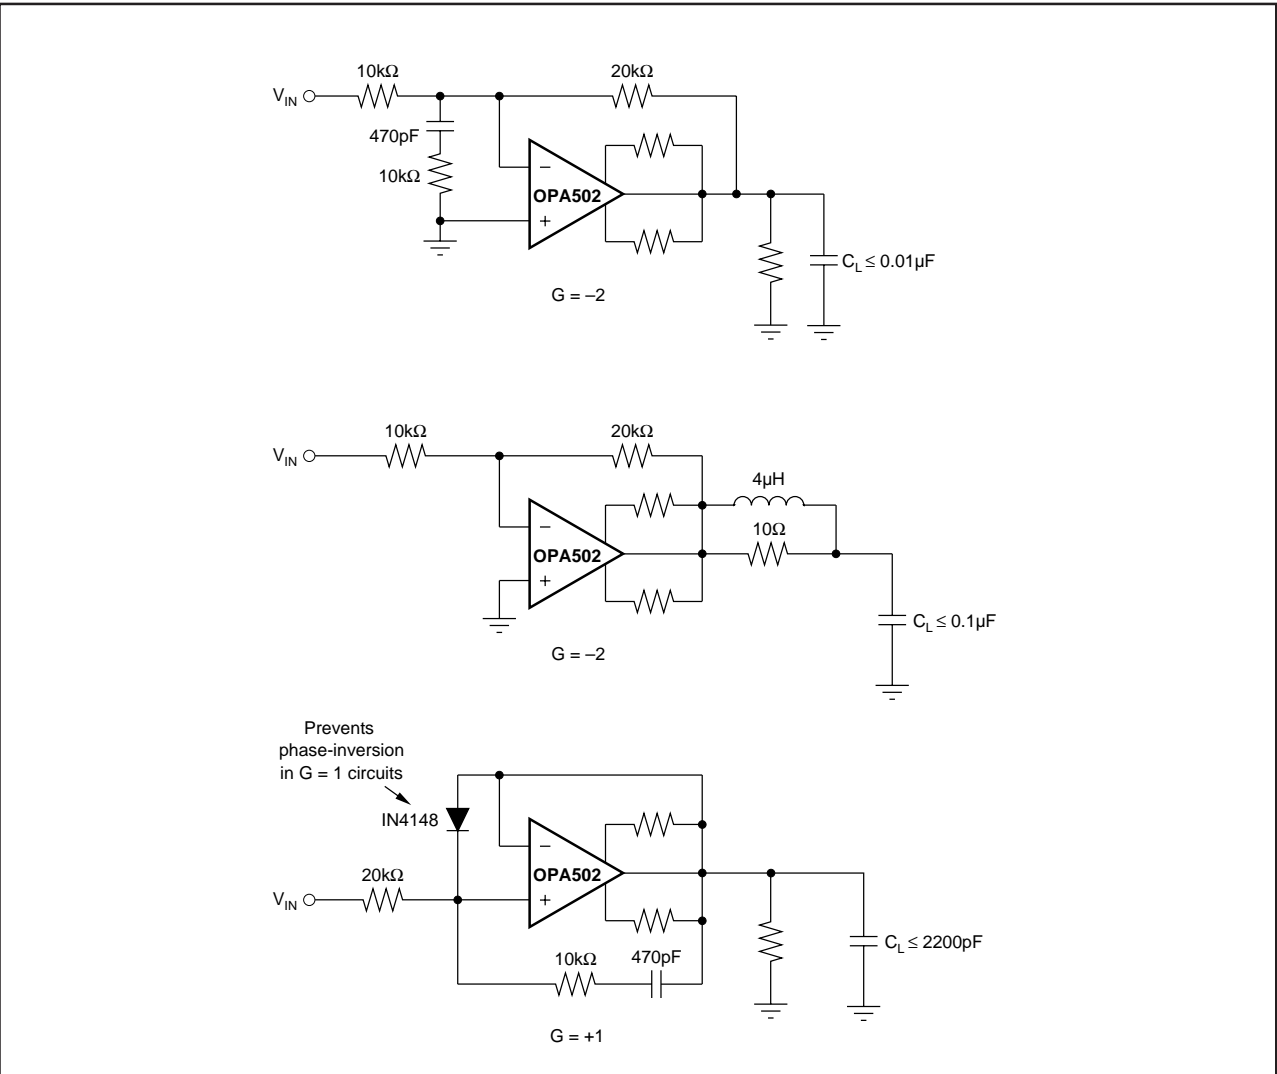 10kΩ
20kΩ
V_IN
470pF
10kΩ
−
OPA502
+
C_L ≤ 0.01µF
G = –2
10kΩ
20kΩ
V_IN
4µH
10Ω
−
OPA502
+
C_L ≤ 0.1µF
G = –2
Prevents
phase-inversion
in G = 1 circuits
IN4148
−
OPA502
20kΩ
V_IN
+
C_L ≤ 2200pF
10kΩ
470pF
G = +1